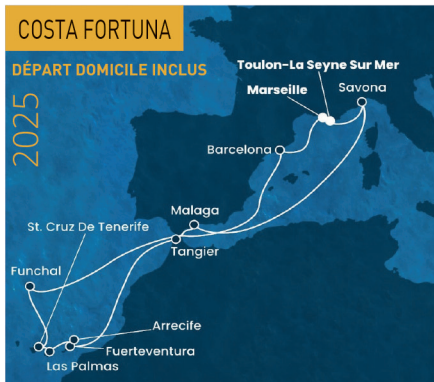 COSTA FORTUNA
DÉPART DOMICILE INCLUS
2025
Toulon-La Seyne Sur Mer
Marseille
Savona
Barcelona
Malaga
St. Cruz De Tenerife
Tangier
Funchal
Arrecife
Fuerteventura
Las Palmas